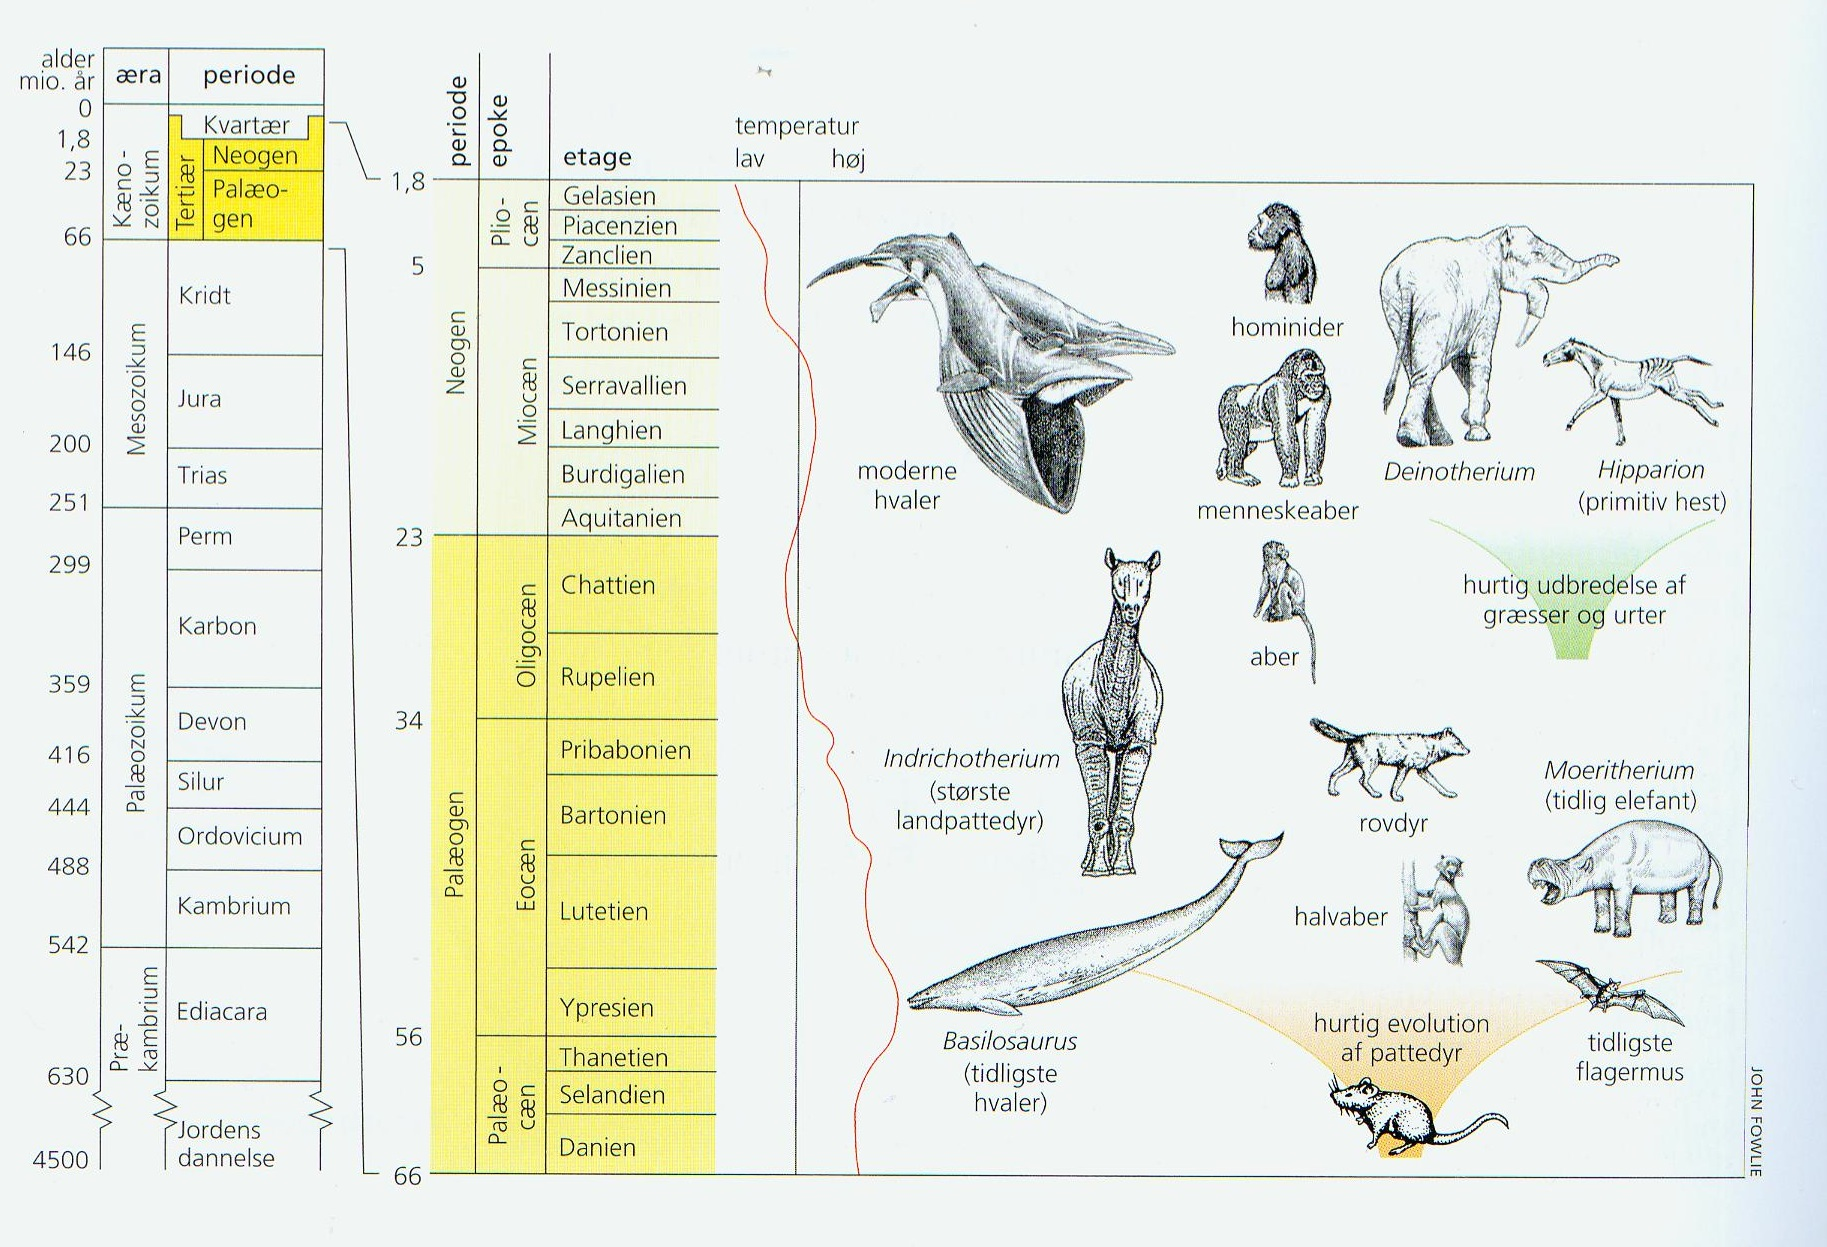 alder
mio. år
æra
periode
0
1,8
23
66
146
200
251
299
359
416
444
488
542
630
4500
Kæno-
zoikum
Mesozoikum
Palæozoikum
Præ-
kambrium
Tertiær
Kvartær
Neogen
Palæo-
gen
Kridt
Jura
Trias
Perm
Karbon
Devon
Silur
Ordovicium
Kambrium
Ediacara
Jordens
dannelse
periode
epoke
etage
temperatur
lav
høj
1,8
5
23
34
56
66
Neogen
Palæogen
Plio-
cæn
Miocæn
Oligocæn
Eocæn
Palæo-
cæn
Gelasien
Piacenzien
Zanclien
Messinien
Tortonien
Serravallien
Langhien
Burdigalien
Aquitanien
Chattien
Rupelien
Pribabonien
Bartonien
Lutetien
Ypresien
Thanetien
Selandien
Danien
hominider
moderne
hvaler
menneskeaber
Deinotherium
Hipparion
(primitiv hest)
hurtig udbredelse af
græsser og urter
aber
Indrichotherium
(største
landpattedyr)
rovdyr
Moeritherium
(tidlig elefant)
halvaber
Basilosaurus
(tidligste
hvaler)
hurtig evolution
af pattedyr
tidligste
flagermus
JOHN FOWLIE